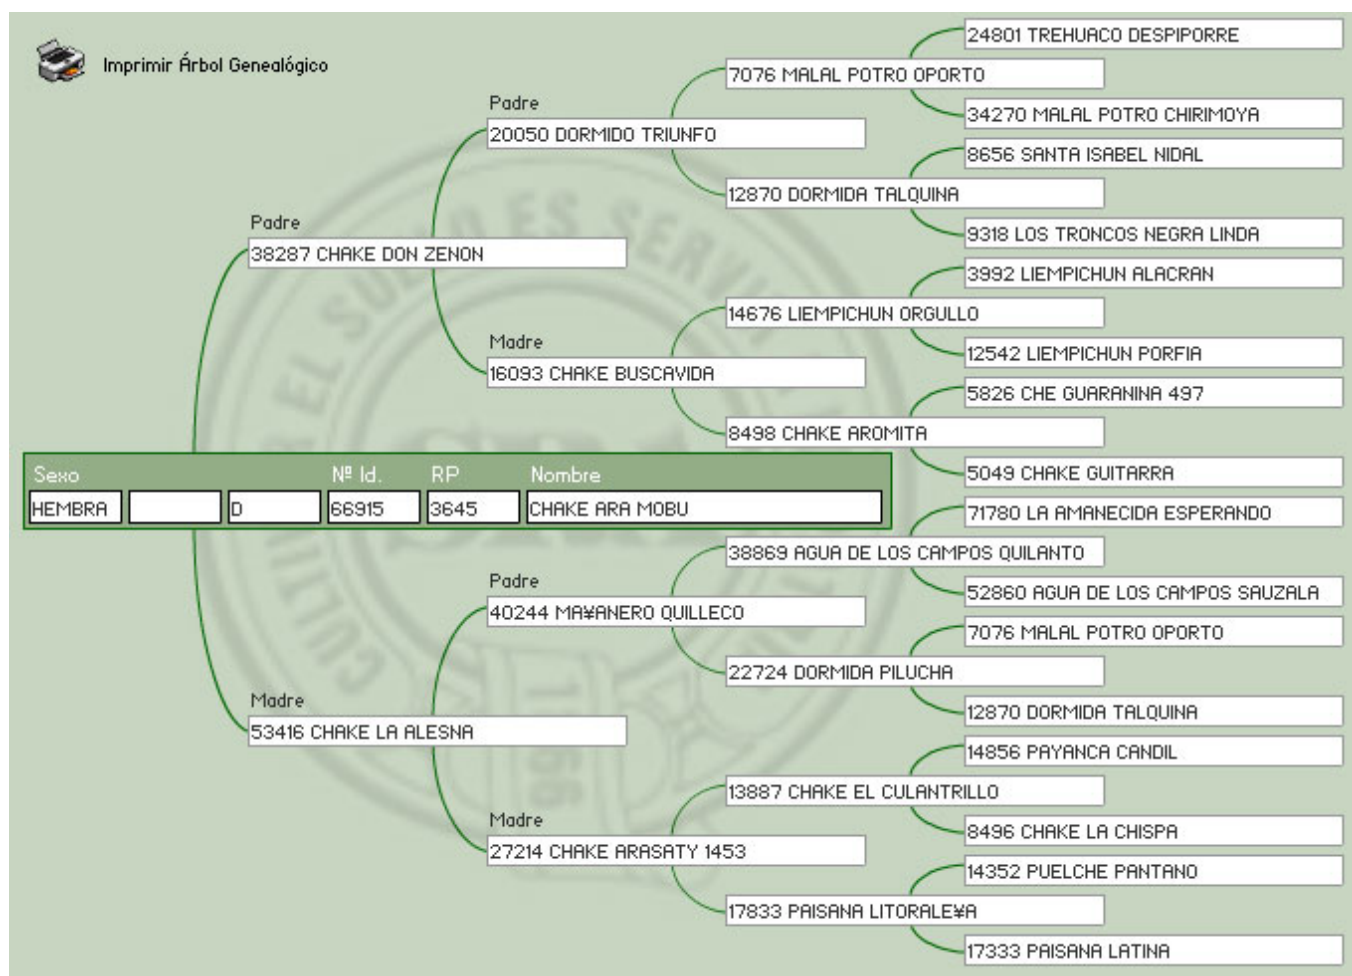 Imprimir Árbol Genealógico
24801 TREHUACO DESPIPORRE
7076 MALAL POTRO OPORTO
Padre
34270 MALAL POTRO CHIRIMOYA
20050 DORMIDO TRIUNFO
8656 SANTA ISABEL NIDAL
12870 DORMIDA TALQUINA
Padre
9318 LOS TRONCOS NEGRA LINDA
38287 CHAKE DON ZENON
3992 LIEMPICHUN ALACRAN
14676 LIEMPICHUN ORGULLO
Madre
12542 LIEMPICHUN PORFIA
16093 CHAKE BUSCAVIDA
5826 CHE GUARANINA 497
8498 CHAKE AROMITA
5049 CHAKE GUITARRA
Sexo Nº Id. RP Nombre
HEMBRA D 66915 3645 CHAKE ARA MOBU
71780 LA AMANECIDA ESPERANDO
38869 AGUA DE LOS CAMPOS QUILANTO
Padre
52860 AGUA DE LOS CAMPOS SAUZALA
40244 MA¥ANERO QUILLECO
7076 MALAL POTRO OPORTO
22724 DORMIDA PILUCHA
Madre
12870 DORMIDA TALQUINA
53416 CHAKE LA ALESNA
14856 PAYANCA CANDIL
13887 CHAKE EL CULANTRILLO
Madre
8496 CHAKE LA CHISPA
27214 CHAKE ARASATY 1453
14352 PUELCHE PANTANO
17833 PAISANA LITORALE¥A
17333 PAISANA LATINA
1866